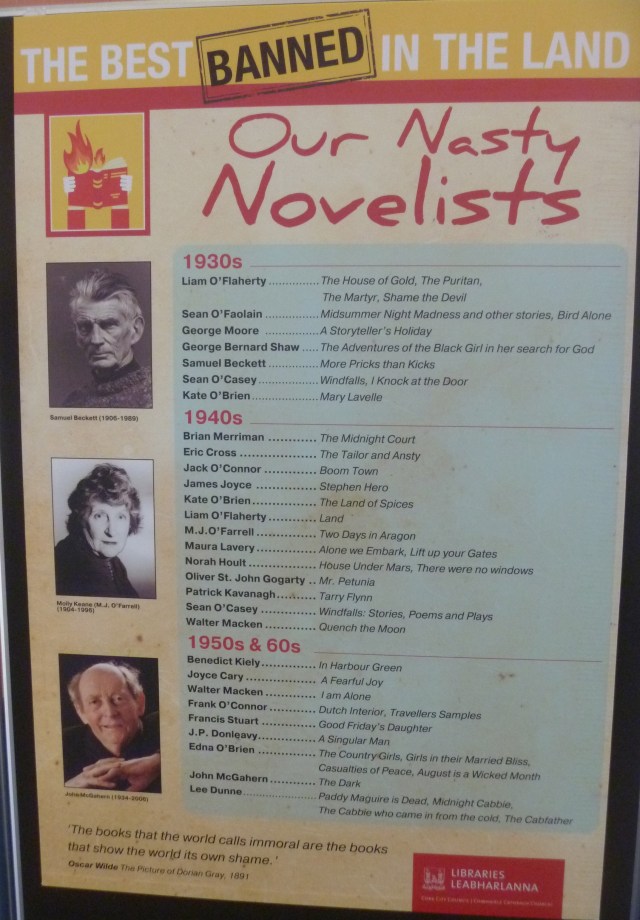 THE BEST BANNED IN THE LAND
Our Nasty
Novelists
1930s
Liam O'Flaherty ............... The House of Gold, The Puritan,
The Martyr, Shame the Devil
Sean O'Faolain ................ Midsummer Night Madness and other stories, Bird Alone
George Moore ................ A Storyteller's Holiday
George Bernard Shaw ..... The Adventures of the Black Girl in her search for God
Samuel Beckett ............... More Pricks than Kicks
Sean O'Casey ................. Windfalls, I Knock at the Door
Kate O'Brien ................... Mary Lavelle
Samuel Beckett (1906-1989)
1940s
Brian Merriman ............. The Midnight Court
Eric Cross ..................... The Tailor and Ansty
Jack O'Connor .............. Boom Town
James Joyce ................. Stephen Hero
Kate O'Brien ................. The Land of Spices
Liam O'Flaherty ............. Land
M.J.O'Farrell ................. Two Days in Aragon
Maura Lavery ................ Alone we Embark, Lift up your Gates
Norah Hoult .................. House Under Mars, There were no windows
Oliver St. John Gogarty .. Mr. Petunia
Patrick Kavanagh ........... Tarry Flynn
Sean O'Casey ................ Windfalls: Stories, Poems and Plays
Walter Macken ............... Quench the Moon
Molly Keane (M.J. O'Farrell)
(1904-1996)
1950s & 60s
Benedict Kiely ............... In Harbour Green
Joyce Cary .................... A Fearful Joy
Walter Macken .............. I am Alone
Frank O'Connor ............. Dutch Interior, Travellers Samples
Francis Stuart ................ Good Friday's Daughter
J.P. Donleavy ................ A Singular Man
Edna O'Brien ................. The Country Girls, Girls in their Married Bliss,
Casualties of Peace, August is a Wicked Month
John McGahern ............. The Dark
Lee Dunne .................... Paddy Maguire is Dead, Midnight Cabbie,
The Cabbie who came in from the cold, The Cabfather
John McGahern (1934-2006)
'The books that the world calls immoral are the books
that show the world its own shame.'
Oscar Wilde The Picture of Dorian Gray, 1891
LIBRARIES
LEABHARLANNA